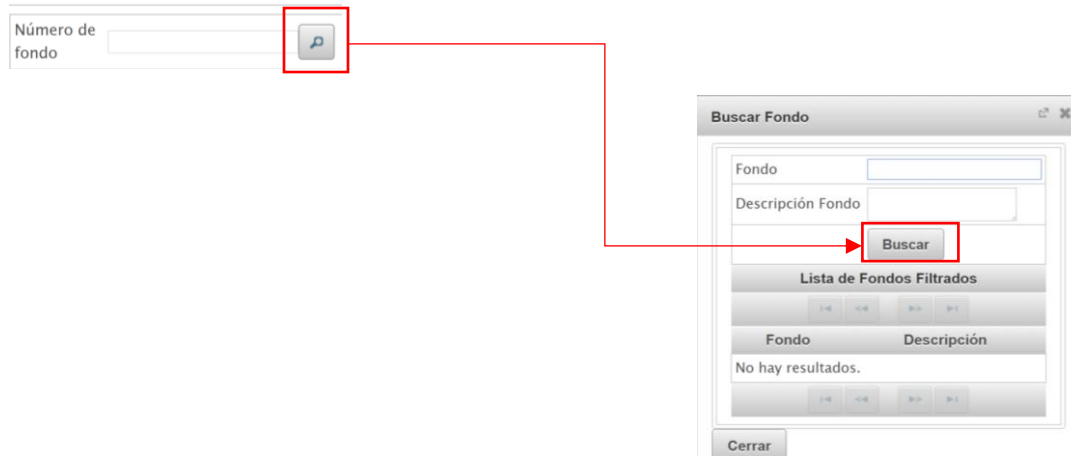 Número de
fondo
Buscar Fondo
Fondo
Descripción Fondo
Buscar
Lista de Fondos Filtrados
Fondo Descripción
No hay resultados.
Cerrar